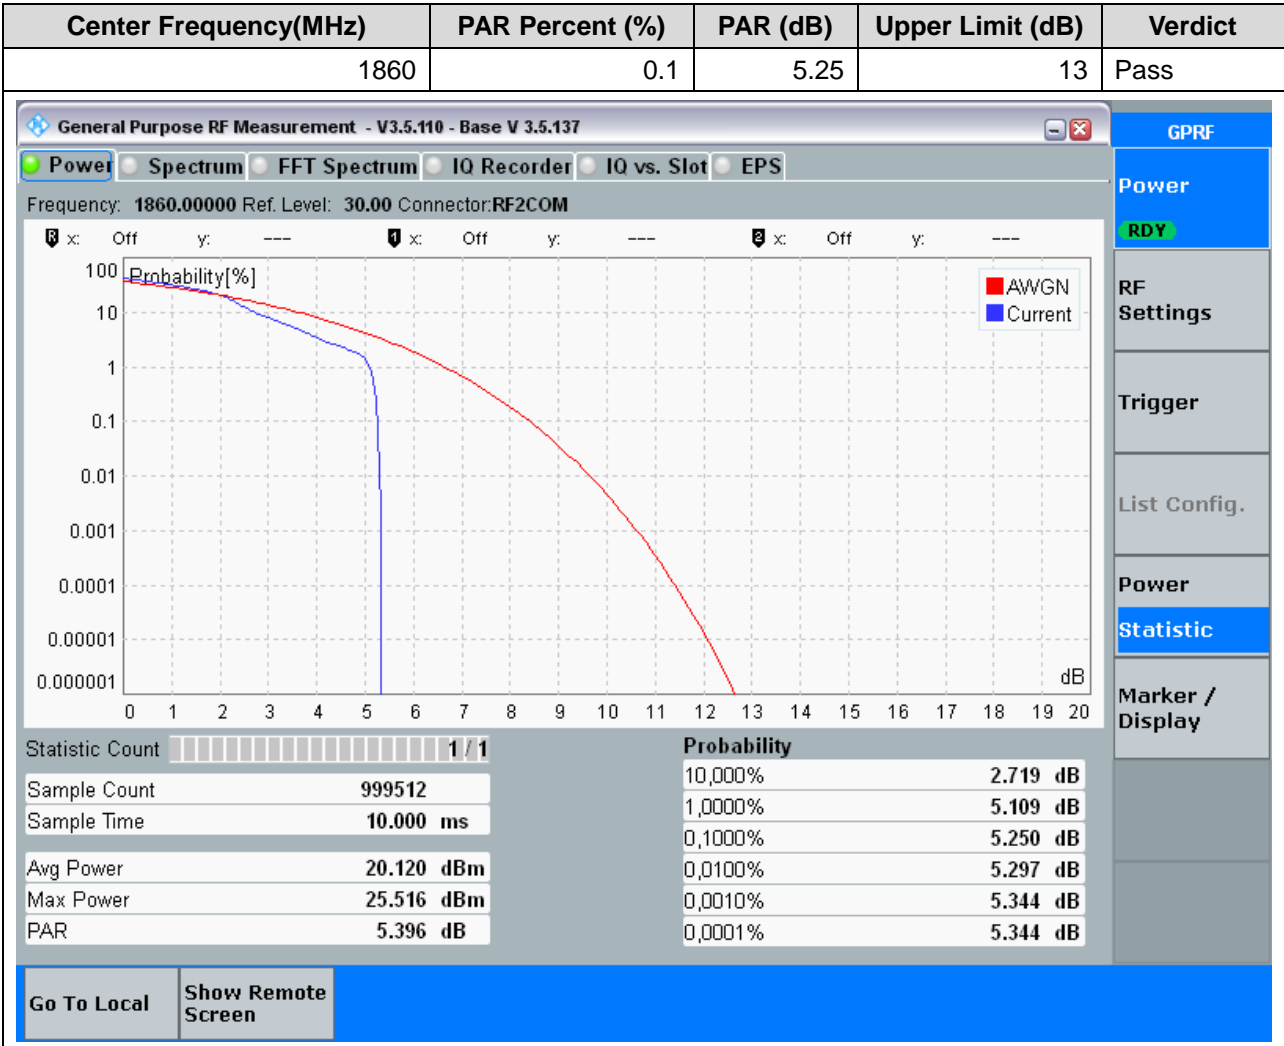 Center Frequency(MHz) PAR Percent (%) PAR (dB) Upper Limit (dB) Verdict
1860 0.1 5.25 13 Pass
General Purpose RF Measurement - V3.5.110 - Base V 3.5.137
GPRF
Power Spectrum FFT Spectrum IQ Recorder IQ vs. Slot EPS
Frequency: 1860.00000 Ref. Level: 30.00 Connector:RF2COM
R x: Off y: --- 1 x: Off y: --- 2 x: Off y: ---
Power
RDY
RF
Settings
Trigger
List Config.
Power
Statistic
Marker /
Display
Probability[%]
AWGN
Current
100
10
1
0.1
0.01
0.001
0.0001
0.00001
0.000001
dB
0 1 2 3 4 5 6 7 8 9 10 11 12 13 14 15 16 17 18 19 20
Statistic Count 1 / 1
Sample Count 999512
Sample Time 10.000 ms
Avg Power 20.120 dBm
Max Power 25.516 dBm
PAR 5.396 dB
Probability
10,000% 2.719 dB
1,0000% 5.109 dB
0,1000% 5.250 dB
0,0100% 5.297 dB
0,0010% 5.344 dB
0,0001% 5.344 dB
Go To Local
Show Remote
Screen